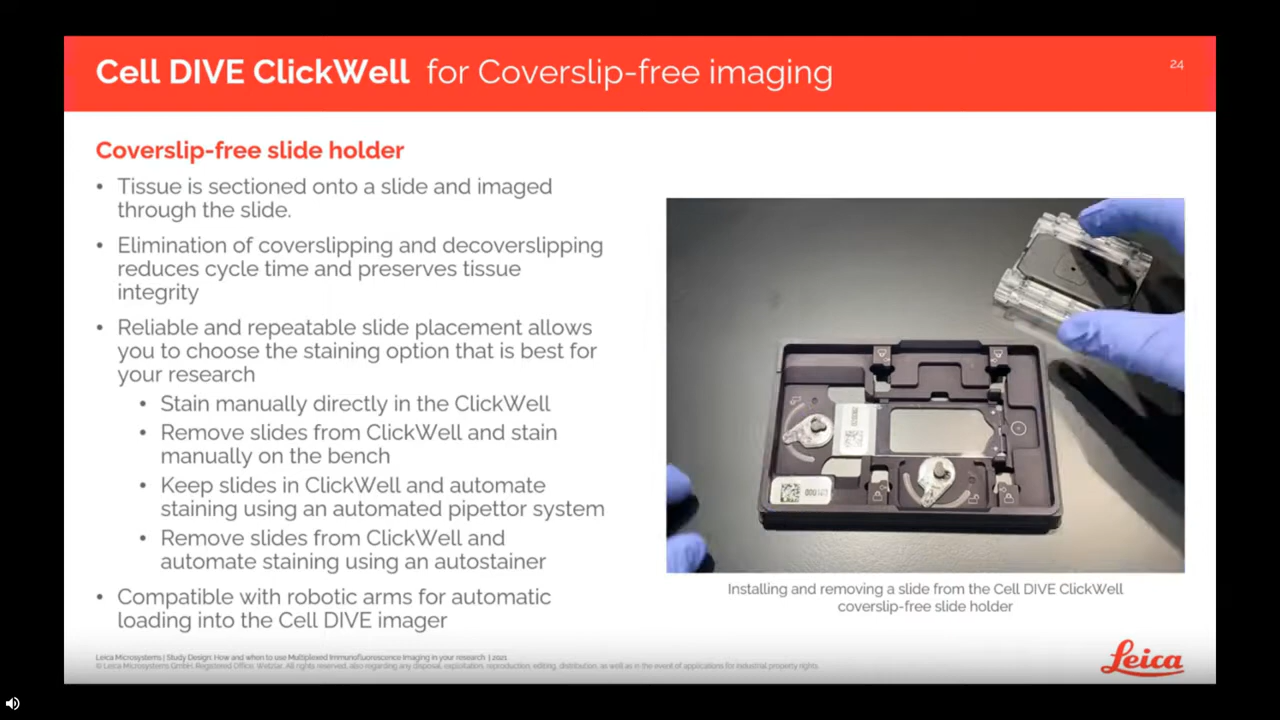 Cell DIVE ClickWell for Coverslip-free imaging
24
Coverslip-free slide holder
• Tissue is sectioned onto a slide and imaged
through the slide.
• Elimination of coverslipping and decoverslipping
reduces cycle time and preserves tissue
integrity
• Reliable and repeatable slide placement allows
you to choose the staining option that is best for
your research
• Stain manually directly in the ClickWell
• Remove slides from ClickWell and stain
manually on the bench
• Keep slides in ClickWell and automate
staining using an automated pipettor system
• Remove slides from ClickWell and
automate staining using an autostainer
• Compatible with robotic arms for automatic
loading into the Cell DIVE imager
Installing and removing a slide from the Cell DIVE ClickWell
coverslip-free slide holder
Leica Microsystems | Study Design: How and when to use Multiplexed Immunofluorescence Imaging in your research | 2021
© Leica Microsystems GmbH, Registered Office: Wetzlar. All rights reserved, also regarding any disposal, exploitation, reproduction, editing, distribution, as well as in the event of applications for industrial property rights.
Leica